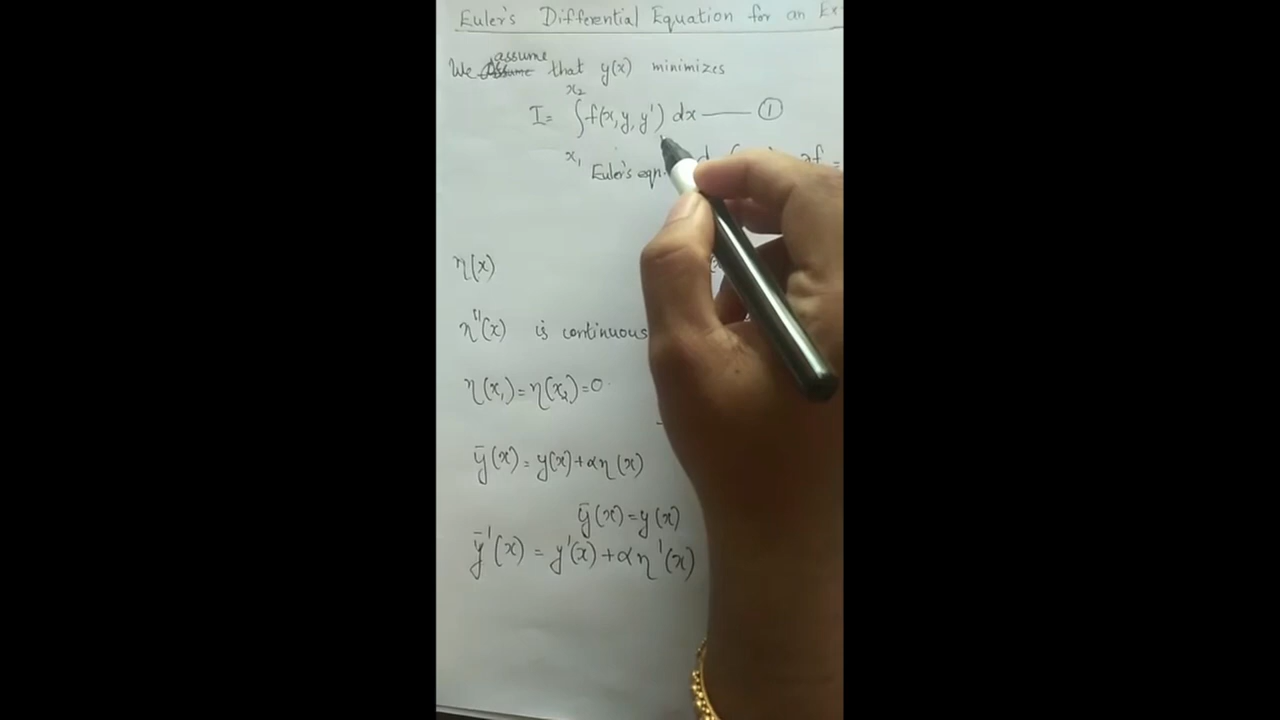 Euler's Differential Equation for an
assume
We that y(x) minimizes
I = ∫ f(x, y, y') dx —— ①
x₂
x₁
Euler's eqn. d ∂f =
η(x)
η''(x) is continuous
η(x₁) = η(x₂) = 0.
ȳ(x) = y(x) + αη(x)
ȳ(x) = y(x)
ȳ'(x) = y'(x) + αη'(x)